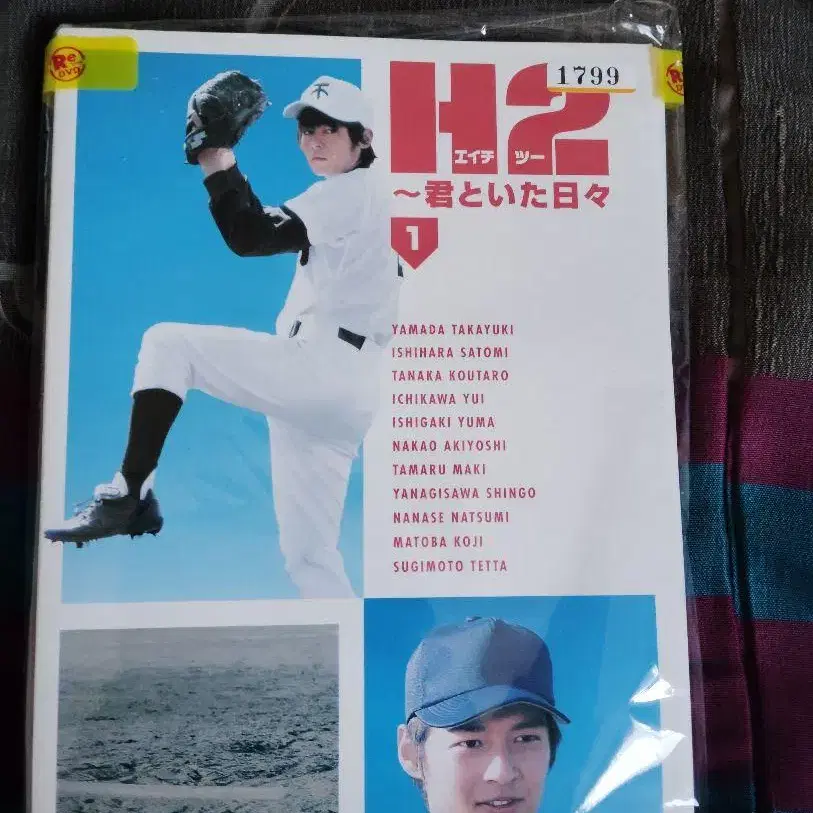 Re
DVD
1799
Re
DVD
H2
エイチ ツー
～君といた日々
1
YAMADA TAKAYUKI
ISHIHARA SATOMI
TANAKA KOUTARO
ICHIKAWA YUI
ISHIGAKI YUMA
NAKAO AKIYOSHI
TAMARU MAKI
YANAGISAWA SHINGO
NANASE NATSUMI
MATOBA KOJI
SUGIMOTO TETTA